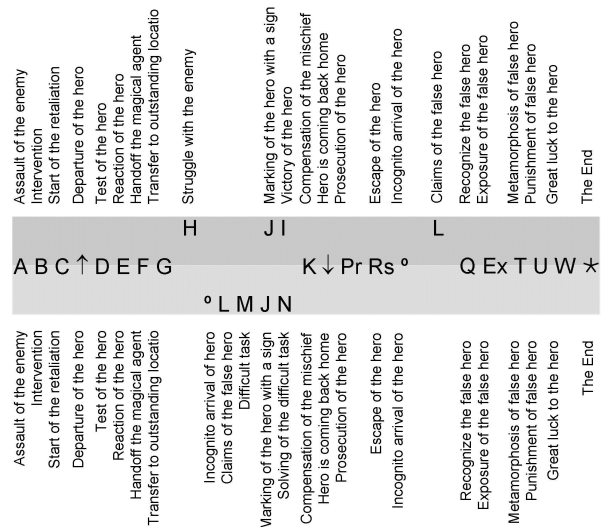 Assault of the enemy
Intervention
Start of the retaliation
Departure of the hero
Test of the hero
Reaction of the hero
Handoff the magical agent
Transfer to outstanding locatio
Struggle with the enemy
Marking of the hero with a sign
Victory of the hero
Compensation of the mischief
Hero is coming back home
Prosecution of the hero
Escape of the hero
Incognito arrival of the hero
Claims of the false hero
Recognize the false hero
Exposure of the false hero
Metamorphosis of false hero
Punishment of false hero
Great luck to the hero
The End
H J I L
A B C ↑ D E F G K ↓ Pr Rs º Q Ex T U W *
º L M J N
Assault of the enemy
Intervention
Start of the retaliation
Departure of the hero
Test of the hero
Reaction of the hero
Handoff the magical agent
Transfer to outstanding locatio
Incognito arrival of hero
Claims of the false hero
Difficult task
Marking of the hero with a sign
Solving of the difficult task
Compensation of the mischief
Hero is coming back home
Prosecution of the hero
Escape of the hero
Incognito arrival of the hero
Recognize the false hero
Exposure of the false hero
Metamorphosis of false hero
Punishment of false hero
Great luck to the hero
The End